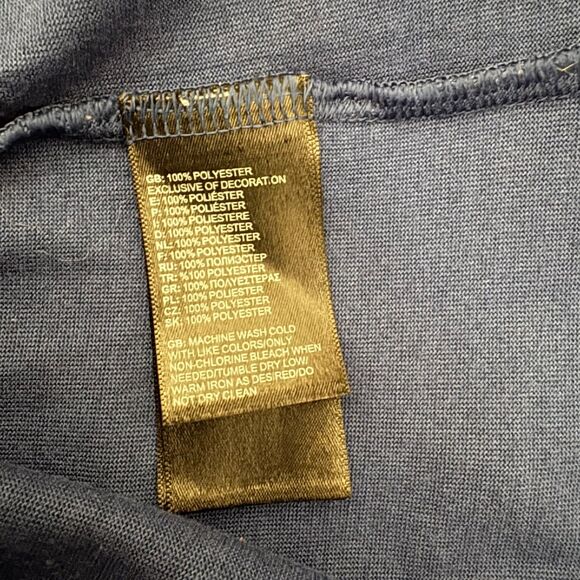 GB: 100% POLYESTER
EXCLUSIVE OF DECORATION
E: 100% POLIÉSTER
P: 100% POLIÉSTER
I: 100% POLIESTERE
D: 100% POLYESTER
NL: 100% POLYESTER
F: 100% POLYESTER
RU: 100% ПОЛИЭСТЕР
TR: %100 POLYESTER
GR: 100% ΠΟΛΥΕΣΤΕΡΑΣ
PL: 100% POLIESTER
CZ: 100% POLYESTER
SK: 100% POLYESTER
GB: MACHINE WASH COLD
WITH LIKE COLORS/ONLY
NON-CHLORINE BLEACH WHEN
NEEDED/TUMBLE DRY LOW/
WARM IRON AS DESIRED/DO
NOT DRY CLEAN